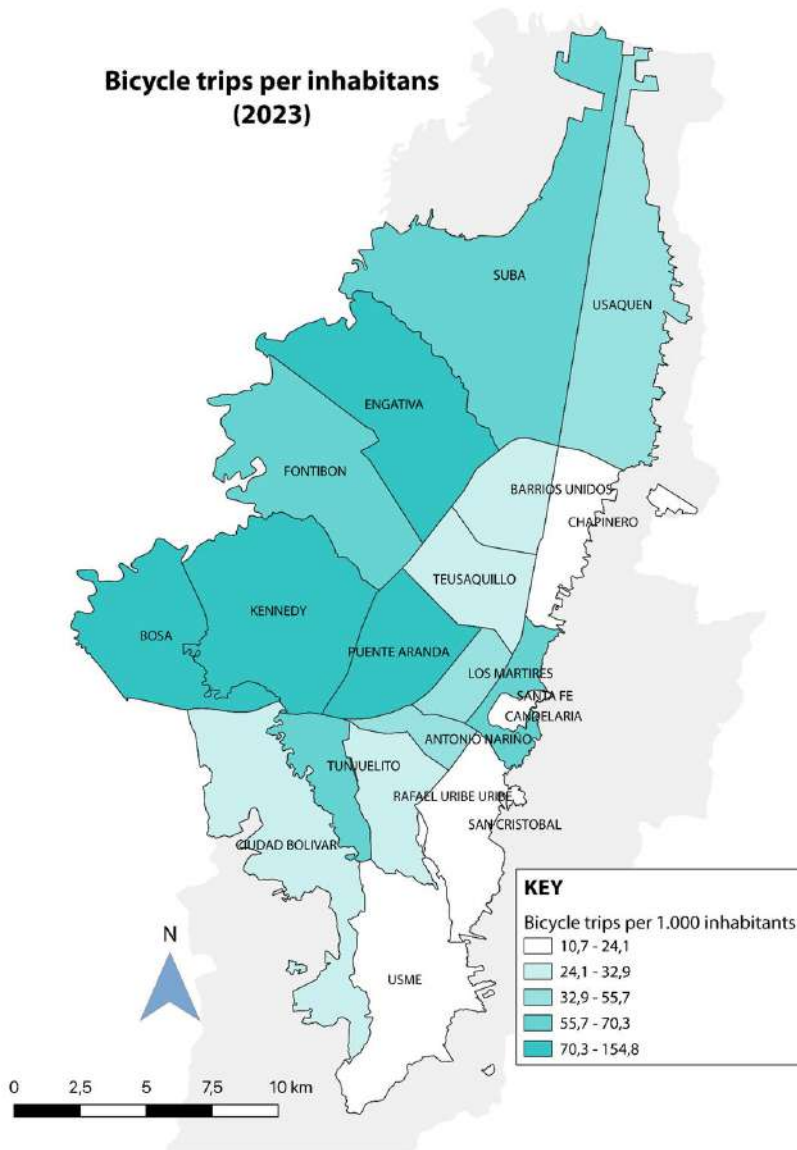 Bicycle trips per inhabitans
(2023)
SUBA
USAQUEN
ENGATIVA
FONTIBON
BARRIOS UNIDOS
CHAPINERO
TEUSAQUILLO
KENNEDY
BOSA
PUENTE ARANDA
LOS MARTIRES
SANTA FE
CANDELARIA
ANTONIO NARIÑO
TUNJUELITO
RAFAEL URIBE URIBE
SAN CRISTOBAL
CIUDAD BOLIVAR
USME
N
0 2,5 5 7,5 10 km
KEY
Bicycle trips per 1.000 inhabitants
10,7 - 24,1
24,1 - 32,9
32,9 - 55,7
55,7 - 70,3
70,3 - 154,8